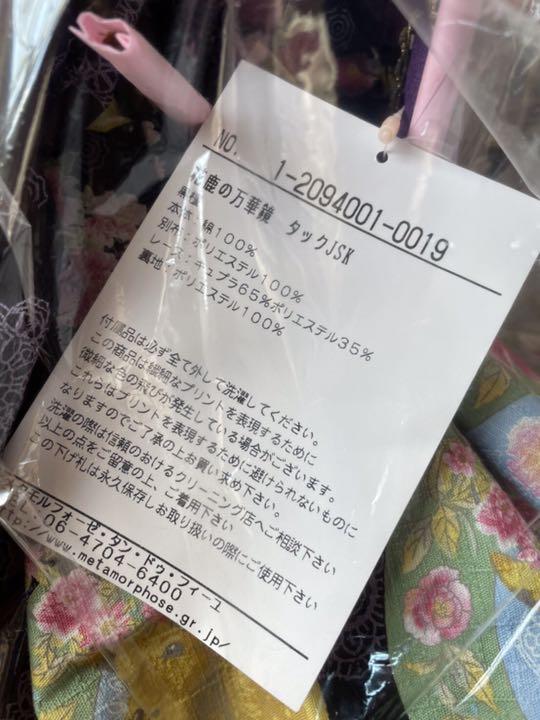 NO. 1-2094001-0019
花鹿の万華鏡 タックJSK
本体:綿100%
別布:ポリエステル100%
レース:キュプラ65%ポリエステル35%
裏地:ポリエステル100%
付属品は必ず全て外して洗濯してください。
この商品は繊細なプリントを表現するために
微細な色の飛びが発生している場合がございます。
これらはプリントを表現するために避けられないものに
なりますのでご了承の上お買い求め下さい。
洗濯の際は信頼のおけるクリーニング店へご相談下さい
以上の点をご留意の上、ご着用下さい
この下げ札は永久保存しお取り扱いの際にご使用下さい
モルフォーゼ・タン・ドゥ・フィーユ
TEL.06-4704-6400
http://www.metamorphose.gr.jp/